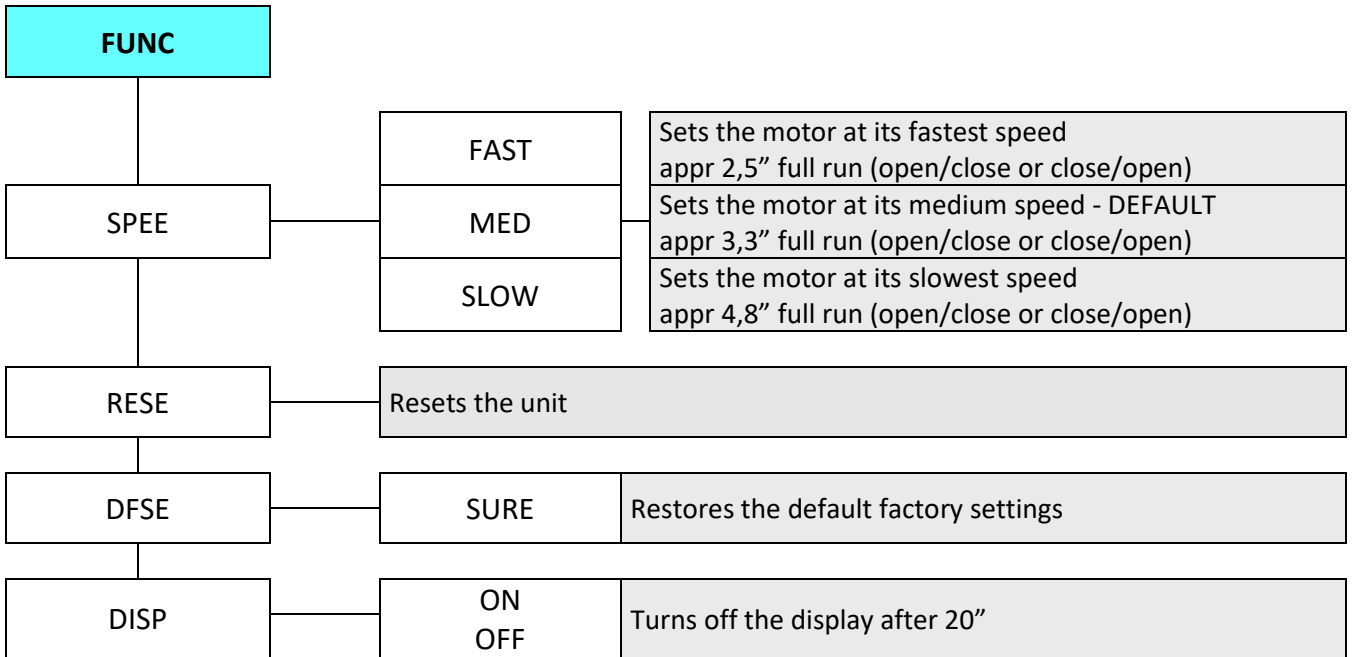 FUNC
FAST
Sets the motor at its fastest speed
appr 2,5” full run (open/close or close/open)
SPEE
MED
Sets the motor at its medium speed - DEFAULT
appr 3,3” full run (open/close or close/open)
SLOW
Sets the motor at its slowest speed
appr 4,8” full run (open/close or close/open)
RESE
Resets the unit
DFSE
SURE
Restores the default factory settings
DISP
ON
OFF
Turns off the display after 20”